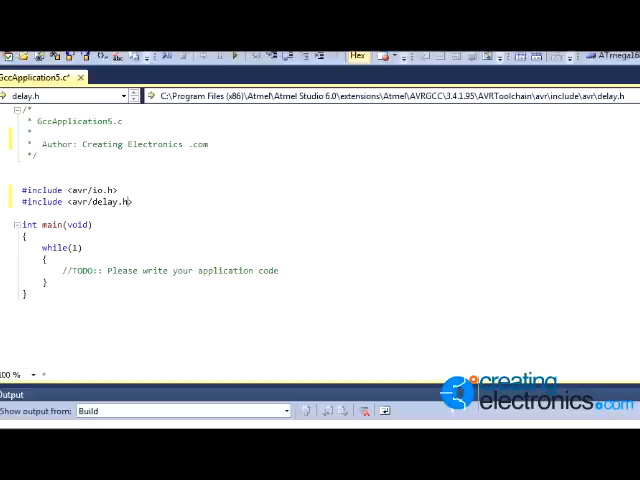 Hex
ATmega16
GccApplication5.c*
delay.h
C:\Program Files (x86)\Atmel\Atmel Studio 6.0\extensions\Atmel\AVRGCC\3.4.1.95\AVRToolchain\avr\include\avr\delay.h
/*
* GccApplication5.c
*
* Author: Creating Electronics .com
*/
#include <avr/io.h>
#include <avr/delay.h>
int main(void)
{
while(1)
{
//TODO:: Please write your application code
}
}
100 %
Output
Show output from: Build
creating
electronics.com